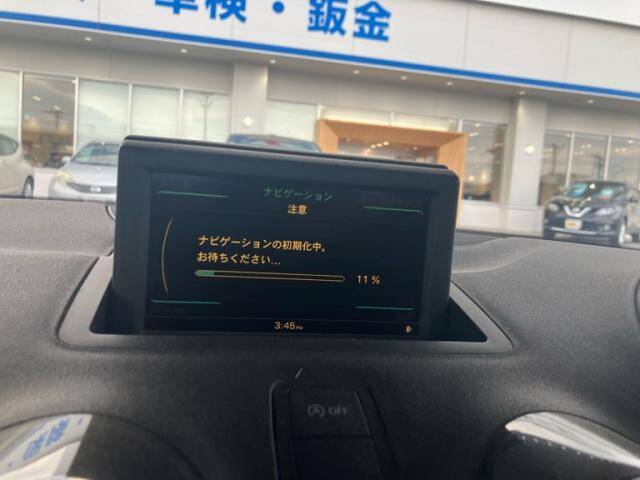 車検・鈑金
ナビゲーション
注意
ナビゲーションの初期化中。
お待ちください...
11 %
3:45 PM
A OFF